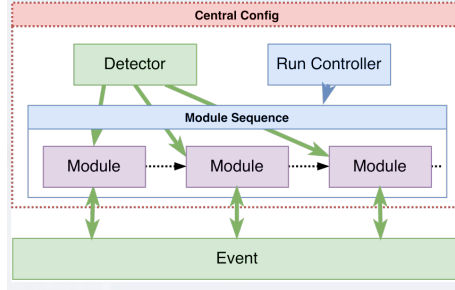 Central Config
Detector
Run Controller
Module Sequence
Module
Module
Module
Event